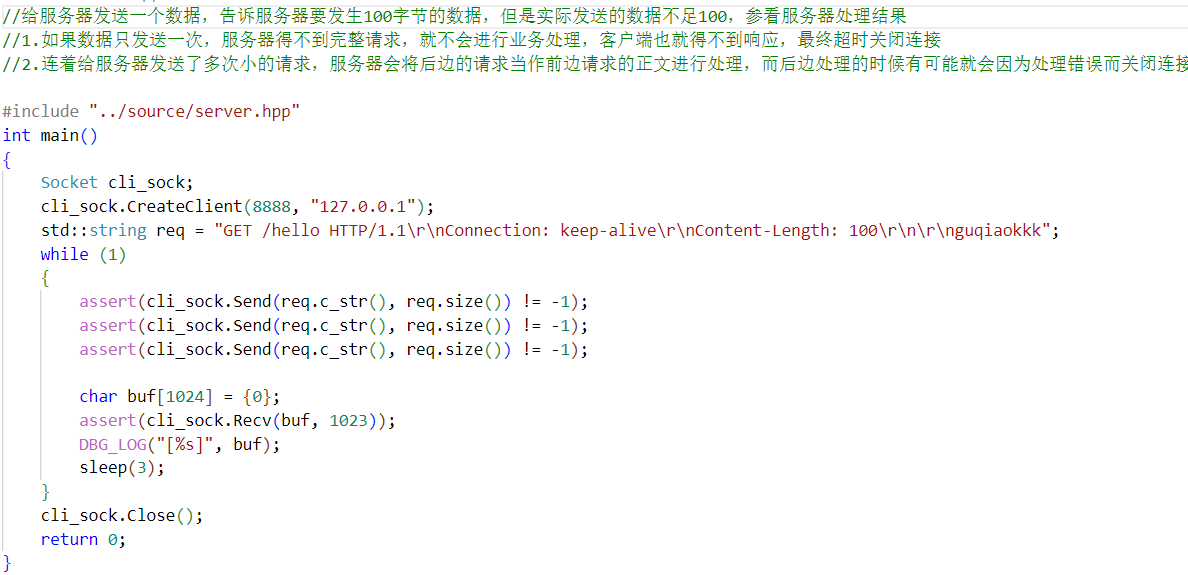 //给服务器发送一个数据，告诉服务器要发生100字节的数据，但是实际发送的数据不足100，参看服务器处理结果
//1.如果数据只发送一次，服务器得不到完整请求，就不会进行业务处理，客户端也就得不到响应，最终超时关闭连接
//2.连着给服务器发送了多次小的请求，服务器会将后边的请求当作前边请求的正文进行处理，而后边处理的时候有可能就会因为处理错误而关闭连接
#include "../source/server.hpp"
int main()
{
    Socket cli_sock;
    cli_sock.CreateClient(8888, "127.0.0.1");
    std::string req = "GET /hello HTTP/1.1\r\nConnection: keep-alive\r\nContent-Length: 100\r\n\r\nguqiaokkk";
    while (1)
    {
        assert(cli_sock.Send(req.c_str(), req.size()) != -1);
        assert(cli_sock.Send(req.c_str(), req.size()) != -1);
        assert(cli_sock.Send(req.c_str(), req.size()) != -1);
        char buf[1024] = {0};
        assert(cli_sock.Recv(buf, 1023));
        DBG_LOG("[%s]", buf);
        sleep(3);
    }
    cli_sock.Close();
    return 0;
}